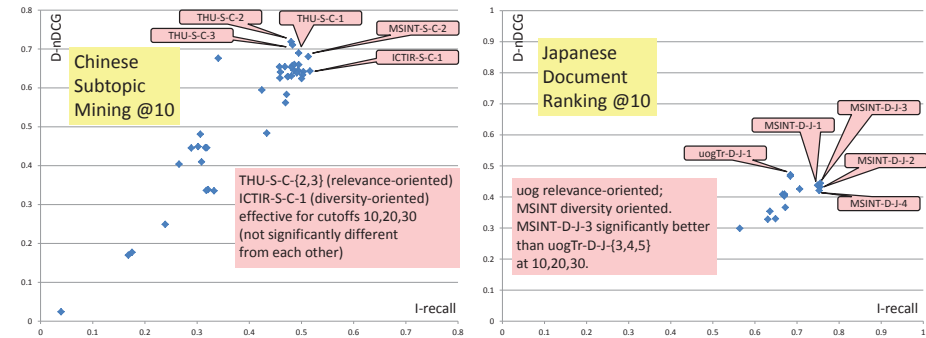 D-nDCG
Chinese
Subtopic
Mining @10
THU-S-C-2
THU-S-C-1
THU-S-C-3
MSINT-S-C-2
ICTIR-S-C-1
THU-S-C-{2,3} (relevance-oriented)
ICTIR-S-C-1 (diversity-oriented)
effective for cutoffs 10,20,30
(not significantly different
from each other)
I-recall
0.8
0.7
0.6
0.5
0.4
0.3
0.2
0.1
0
0 0.1 0.2 0.3 0.4 0.5 0.6 0.7 0.8
D-nDCG
Japanese
Document
Ranking @10
MSINT-D-J-3
MSINT-D-J-1
uogTr-D-J-1
MSINT-D-J-2
MSINT-D-J-4
uog relevance-oriented;
MSINT diversity oriented.
MSINT-D-J-3 significantly better
than uogTr-D-J-{3,4,5}
at 10,20,30.
I-recall
1
0.9
0.8
0.7
0.6
0.5
0.4
0.3
0.2
0.1
0
0 0.1 0.2 0.3 0.4 0.5 0.6 0.7 0.8 0.9 1